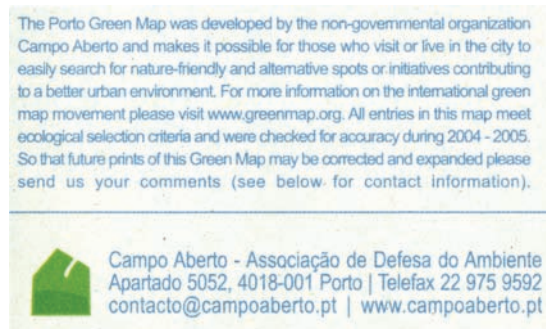 The Porto Green Map was developed by the non-governmental organization
Campo Aberto and makes it possible for those who visit or live in the city to
easily search for nature-friendly and alternative spots or initiatives contributing
to a better urban environment. For more information on the international green
map movement please visit www.greenmap.org. All entries in this map meet
ecological selection criteria and were checked for accuracy during 2004 - 2005.
So that future prints of this Green Map may be corrected and expanded please
send us your comments (see below for contact information).
Campo Aberto - Associação de Defesa do Ambiente
Apartado 5052, 4018-001 Porto | Telefax 22 975 9592
contacto@campoaberto.pt | www.campoaberto.pt